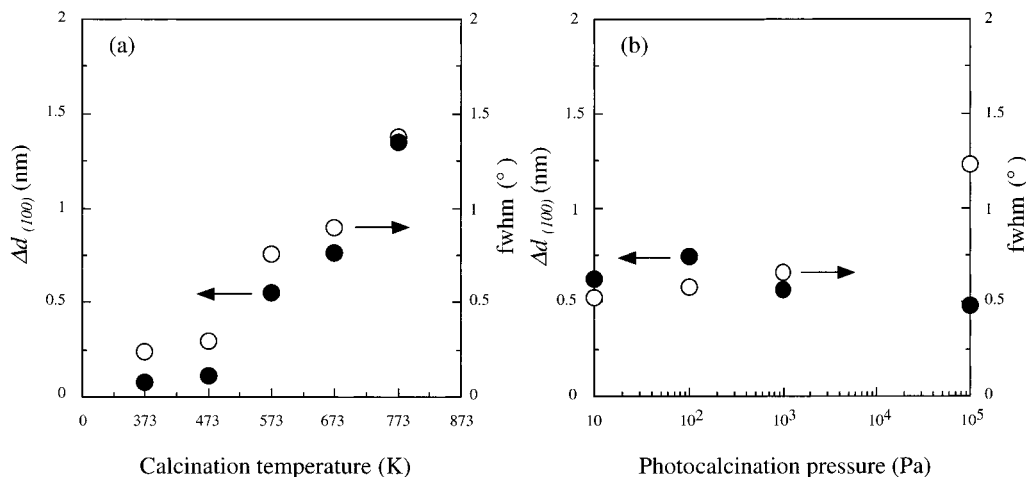 (a)
2
1.5
1
0.5
0
Δd (100) (nm)
2
1.5
1
0.5
0
fwhm (°)
0 373 473 573 673 773 873
Calcination temperature (K)
(b)
2
1.5
1
0.5
0
Δd (100) (nm)
2
1.5
1
0.5
0
fwhm (°)
10 10² 10³ 10⁴ 10⁵
Photocalcination pressure (Pa)